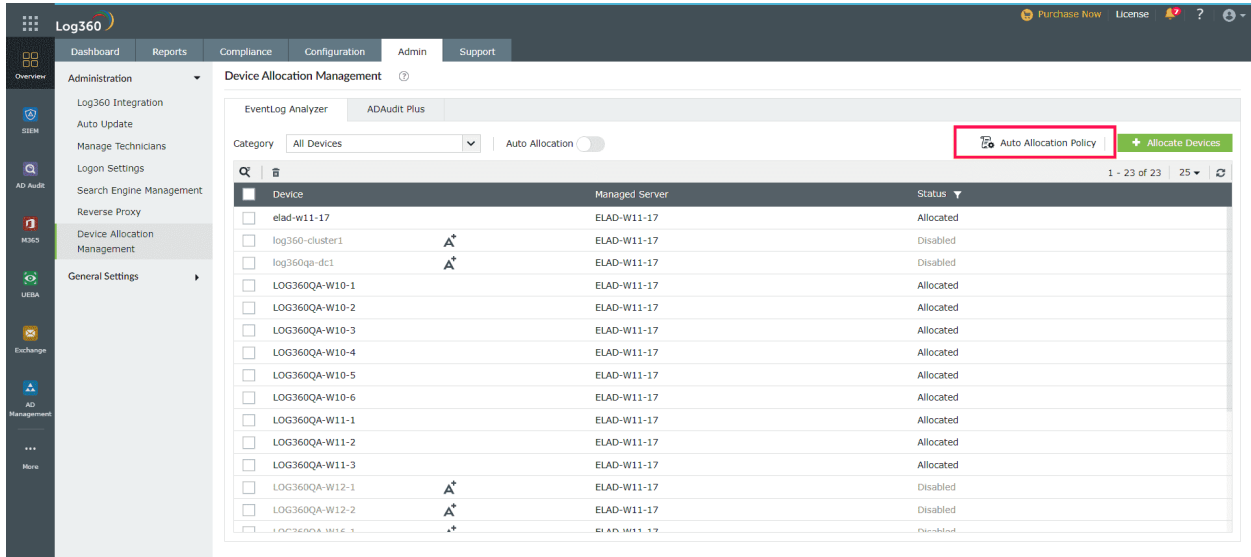 Log360
Purchase Now License 7 ?
Dashboard Reports Compliance Configuration Admin Support
Overview
SIEM
AD Audit
M365
UEBA
Exchange
AD
Management
More
Administration
Log360 Integration
Auto Update
Manage Technicians
Logon Settings
Search Engine Management
Reverse Proxy
Device Allocation
Management
General Settings
Device Allocation Management ?
EventLog Analyzer ADAudit Plus
Category All Devices Auto Allocation Auto Allocation Policy + Allocate Devices
1 - 23 of 23 25
Device Managed Server Status
elad-w11-17 ELAD-W11-17 Allocated
log360-cluster1 A+ ELAD-W11-17 Disabled
log360qa-dc1 A+ ELAD-W11-17 Disabled
LOG360QA-W10-1 ELAD-W11-17 Allocated
LOG360QA-W10-2 ELAD-W11-17 Allocated
LOG360QA-W10-3 ELAD-W11-17 Allocated
LOG360QA-W10-4 ELAD-W11-17 Allocated
LOG360QA-W10-5 ELAD-W11-17 Allocated
LOG360QA-W10-6 ELAD-W11-17 Allocated
LOG360QA-W11-1 ELAD-W11-17 Allocated
LOG360QA-W11-2 ELAD-W11-17 Allocated
LOG360QA-W11-3 ELAD-W11-17 Allocated
LOG360QA-W12-1 A+ ELAD-W11-17 Disabled
LOG360QA-W12-2 A+ ELAD-W11-17 Disabled
LOG360QA-W16-1 A+ ELAD-W11-17 Disabled